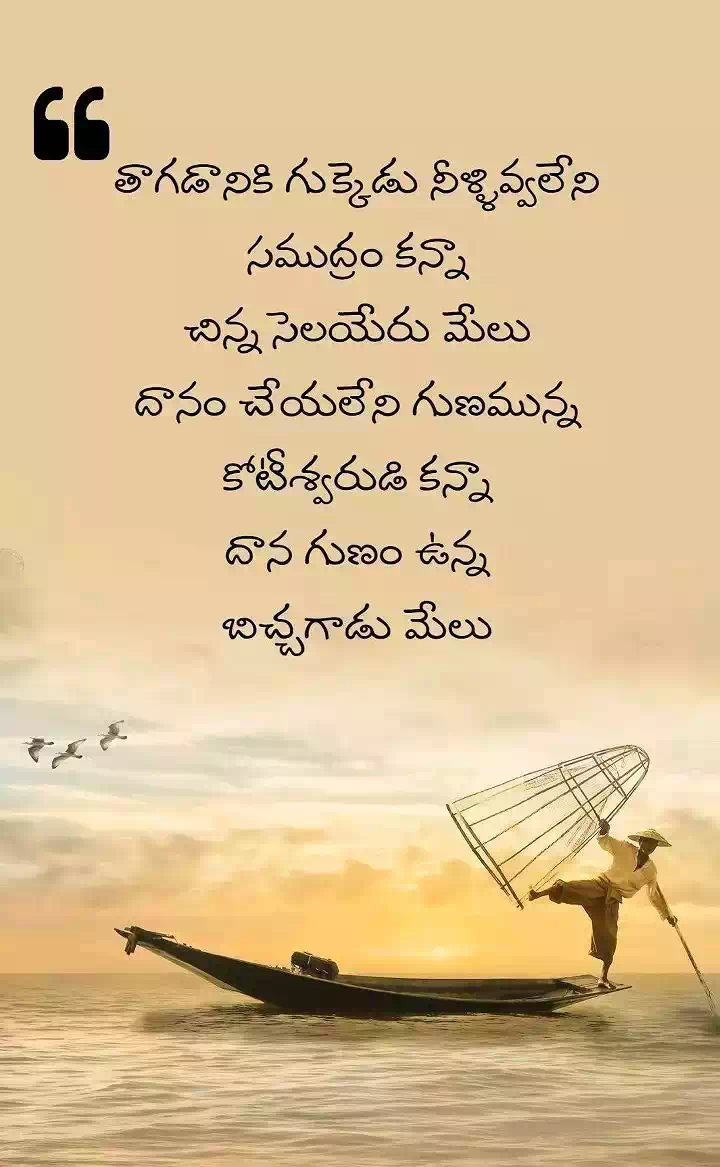 ❝
తాగడానికి గుక్కెడు నీళ్ళివ్వలేని
సముద్రం కన్నా
చిన్న సెలయేరు మేలు
దానం చేయలేని గుణమున్న
కోటీశ్వరుడి కన్నా
దాన గుణం ఉన్న
బిచ్చగాడు మేలు